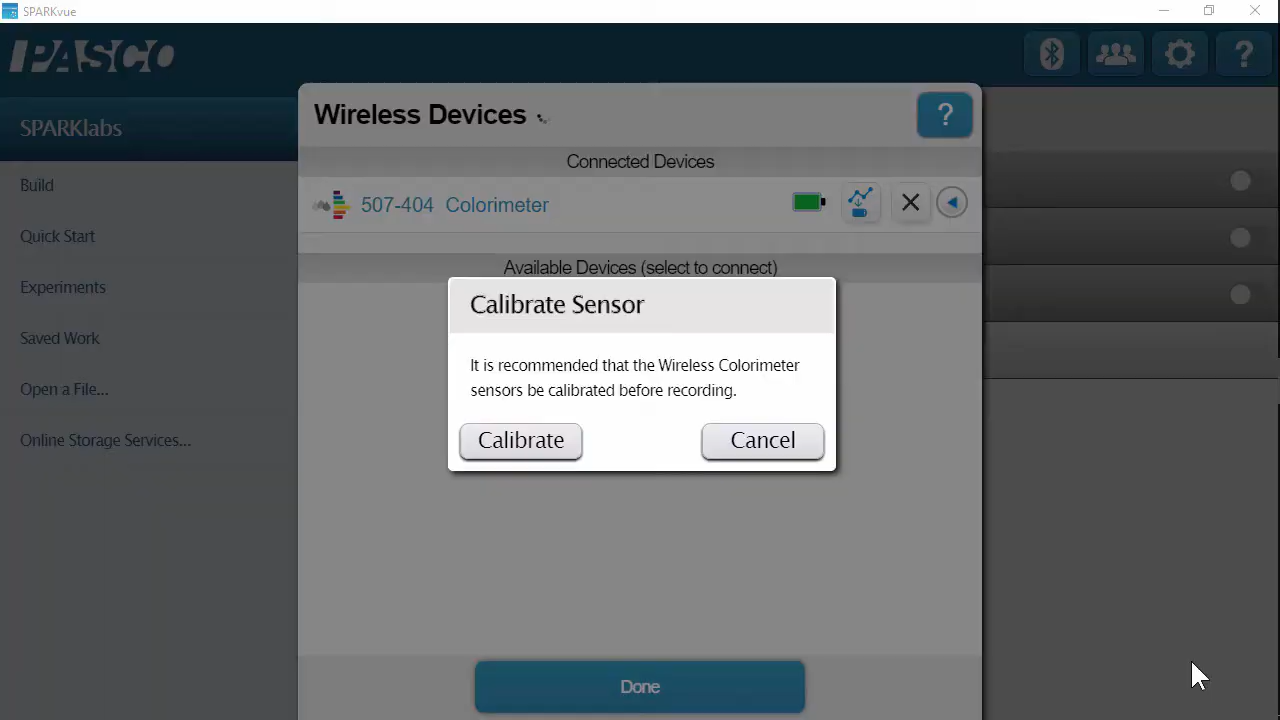 SPARKvue
PASCO
?
SPARKlabs
Build
Quick Start
Experiments
Saved Work
Open a File...
Online Storage Services...
Wireless Devices
?
Connected Devices
507-404 Colorimeter
Available Devices (select to connect)
Calibrate Sensor
It is recommended that the Wireless Colorimeter
sensors be calibrated before recording.
Calibrate
Cancel
Done